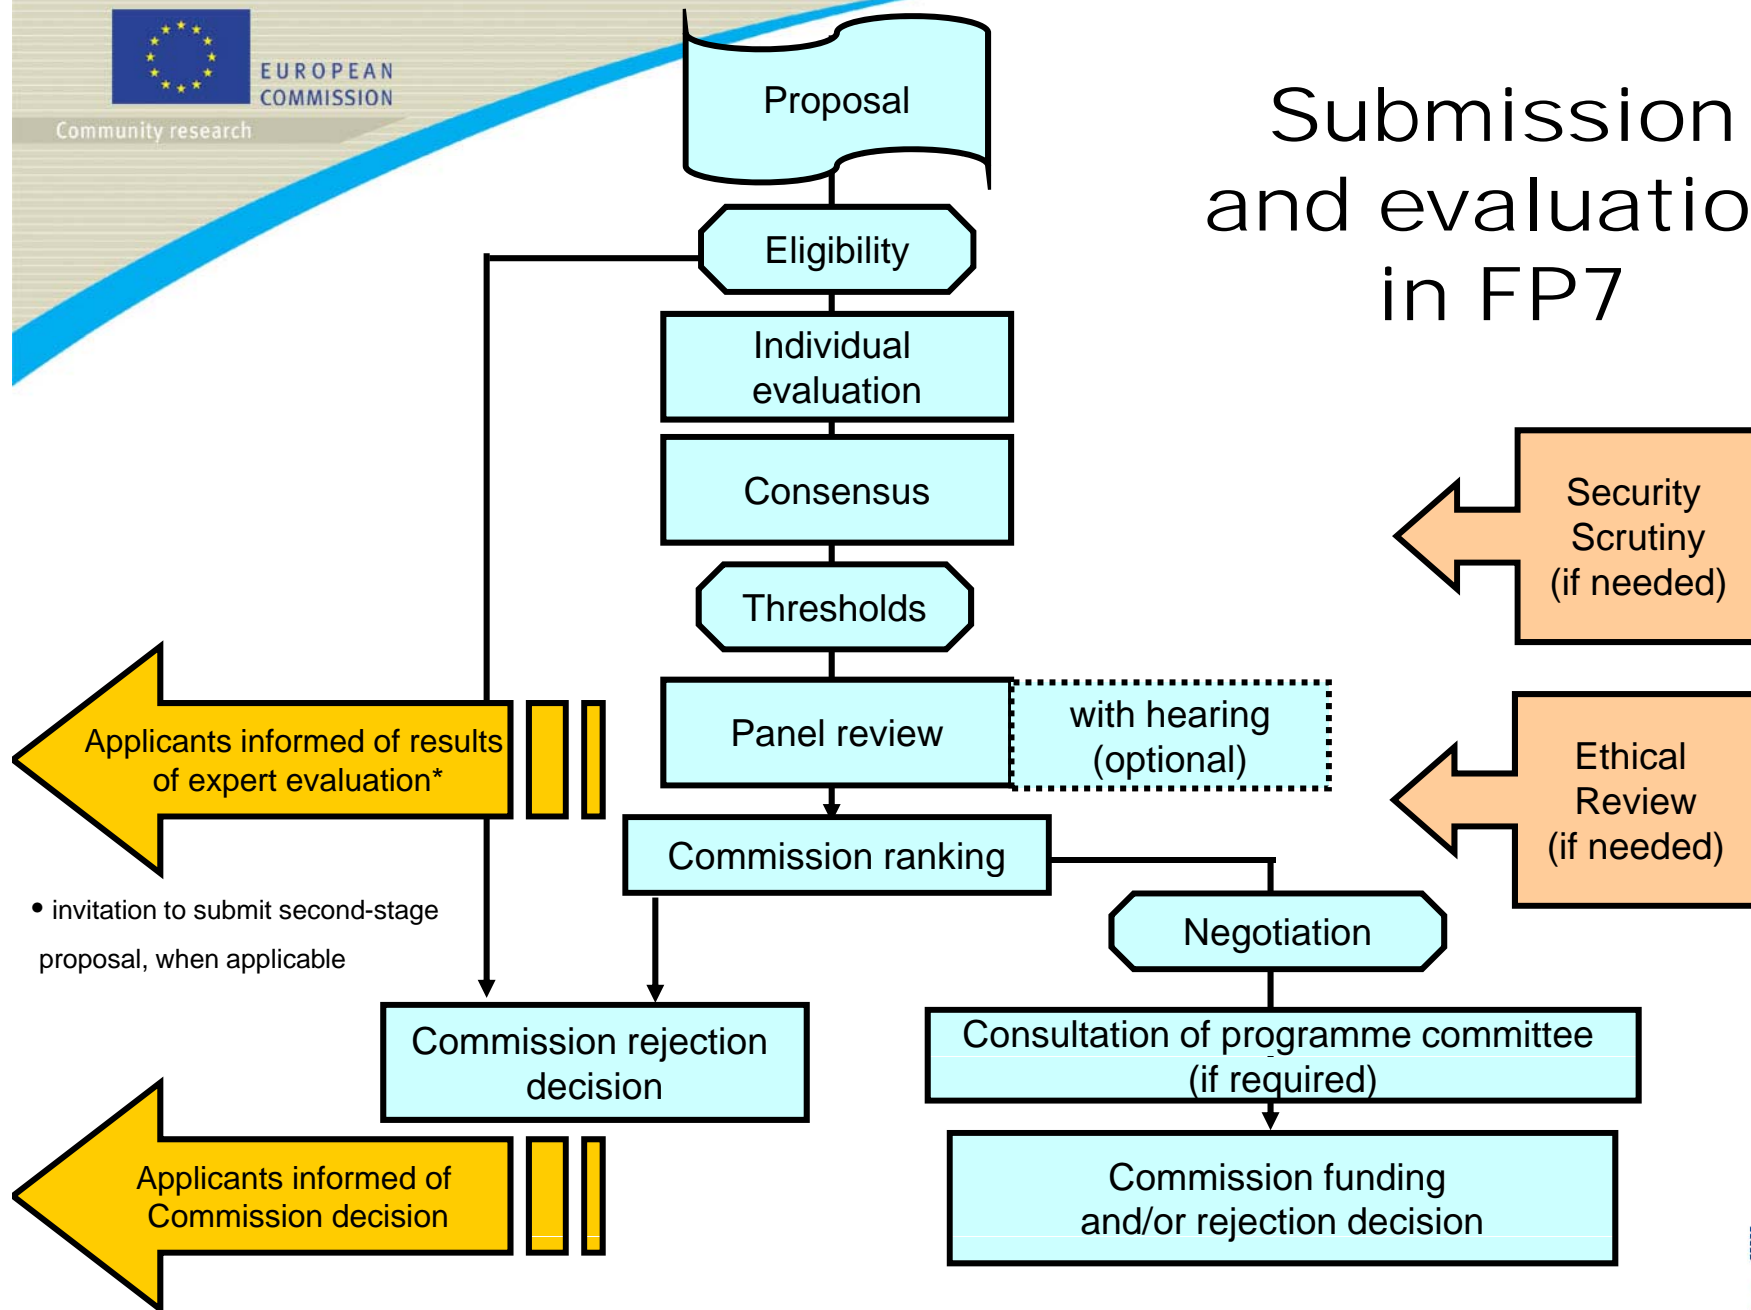 EUROPEAN
COMMISSION
Community research
Submission
and evaluatio
in FP7
Proposal
Eligibility
Individual
evaluation
Consensus
Thresholds
Panel review
with hearing
(optional)
Security
Scrutiny
(if needed)
Ethical
Review
(if needed)
Applicants informed of results
of expert evaluation*
• invitation to submit second-stage
proposal, when applicable
Commission ranking
Negotiation
Commission rejection
decision
Consultation of programme committee
(if required)
Commission funding
and/or rejection decision
Applicants informed of
Commission decision